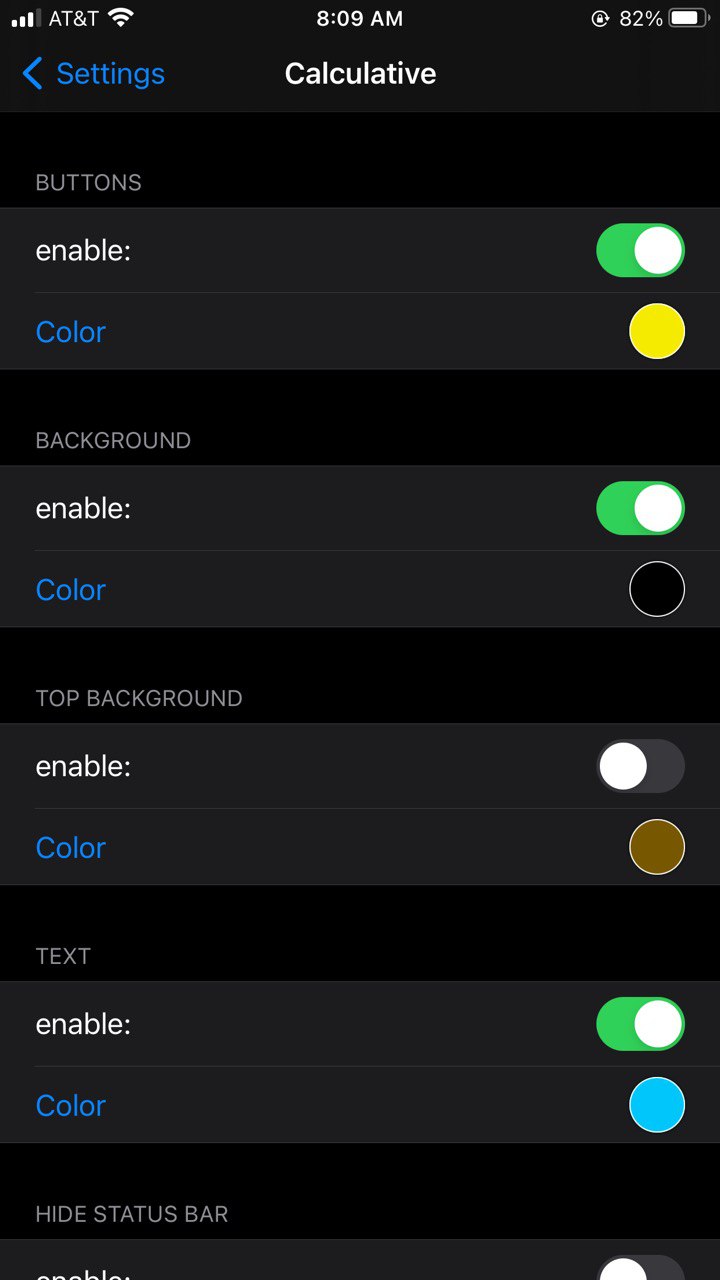 AT&T 8:09 AM 82%
Settings Calculative
BUTTONS
enable:
Color
BACKGROUND
enable:
Color
TOP BACKGROUND
enable:
Color
TEXT
enable:
Color
HIDE STATUS BAR
enable: